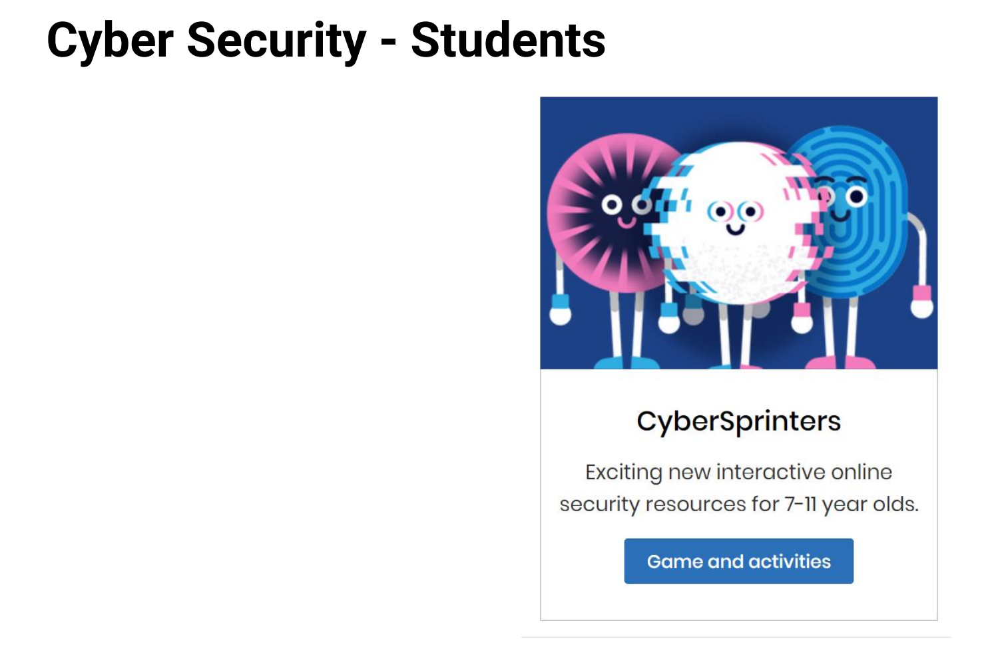 Cyber Security - Students
CyberSprinters
Exciting new interactive online
security resources for 7-11 year olds.
Game and activities